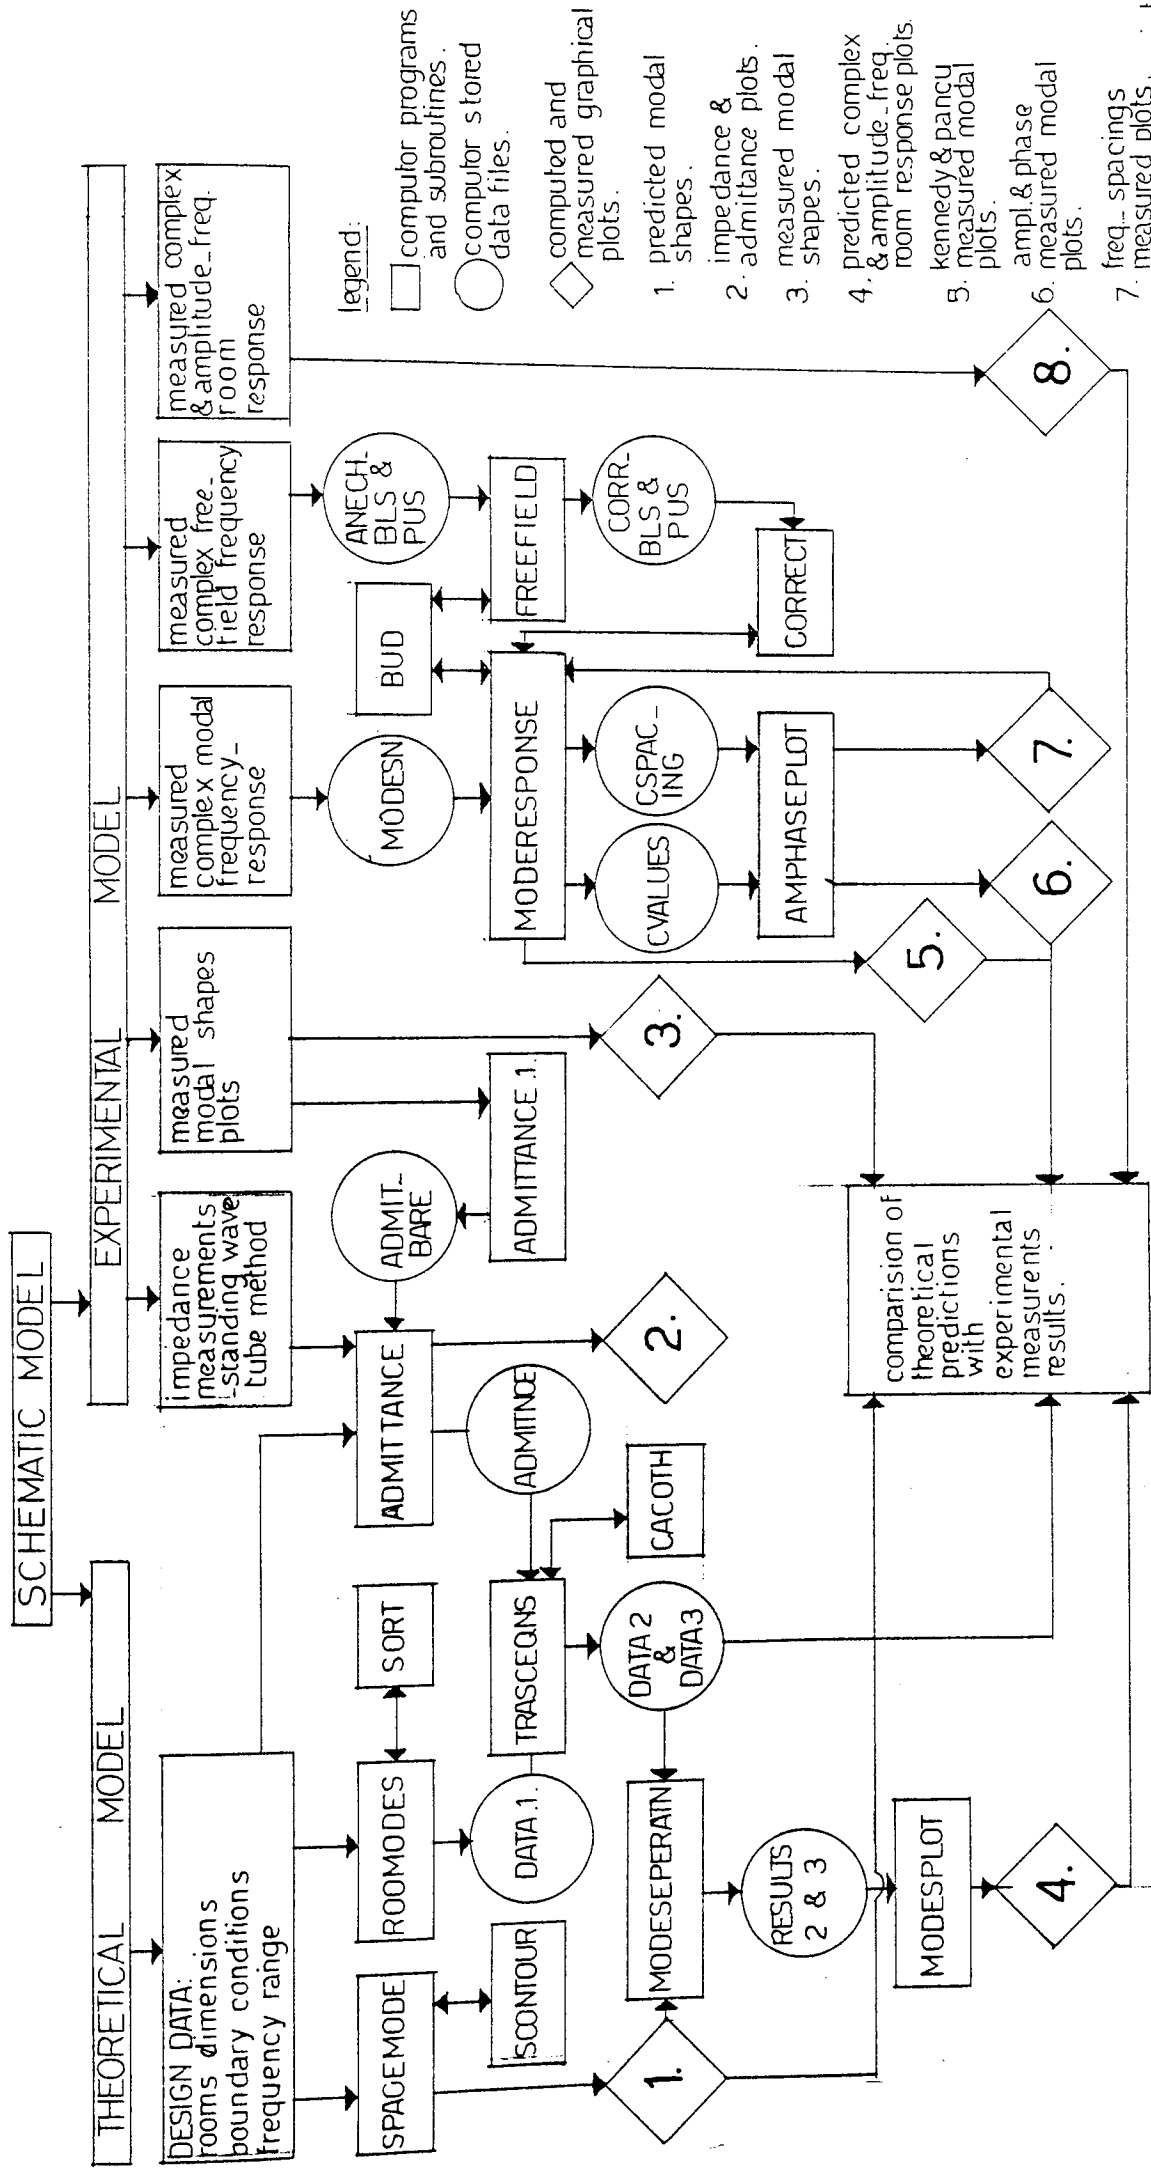 SCHEMATIC MODEL
THEORETICAL MODEL
EXPERIMENTAL MODEL
DESIGN DATA:
rooms dimensions
boundary conditions
frequency range
impedance
measurements
-standing wave
tube method
measured
modal shapes
plots
measured
complex modal
frequency_
response
measured
complex free_
field frequency
response
measured complex
& amplitude_freq.
room
response
SPACEMODE
ROOMODES
SORT
ADMITTANCE
ADMIT_
BARE
MODESN
BUD
ANECH_
BLS &
PUS
SCONTOUR
DATA.1.
TRASCEQNS
ADMITNCE
ADMITTANCE.1.
MODERESPONSE
FREEFIELD
1.
MODESEPERATN
DATA2
&
DATA3
CACOTH
2.
3.
CVALUES
CSPAC_
ING
CORR_
BLS &
PUS
RESULTS
2 & 3
AMPHASEPLOT
CORRECT
MODESPLOT
comparision of
theoretical
predictions
with
experimental
measurents
results.
5.
4.
6.
7.
8.
legend:
computor programs
and subroutines.
computor stored
data files.
computed and
measured graphical
plots.
1. predicted modal
shapes.
2. impedance &
admittance plots.
3. measured modal
shapes.
4. predicted complex
& amplitude_freq.
room response plots.
5. kennedy & pancu
measured modal
plots.
6. ampl.& phase
measured modal
plots.
7. freq_ spacings
measured plots.